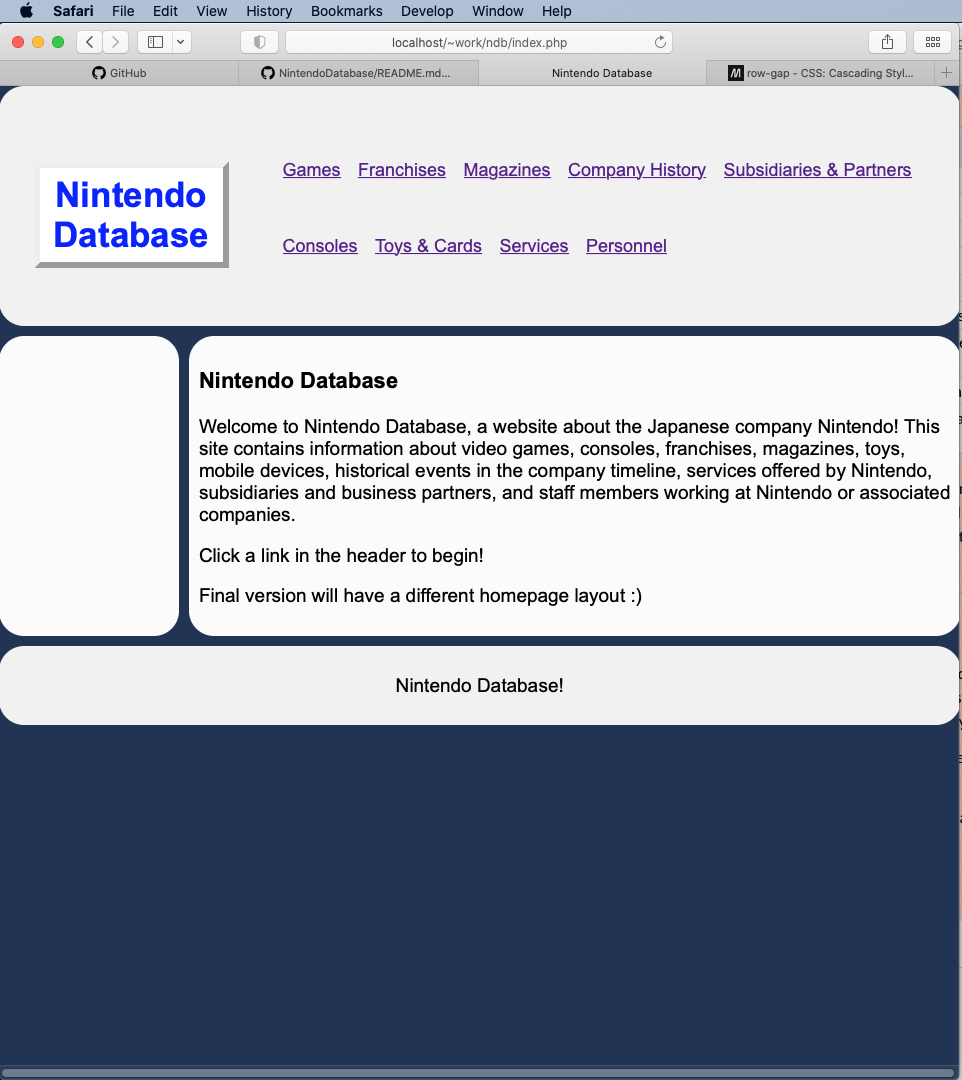 Safari File Edit View History Bookmarks Develop Window Help
localhost/~work/ndb/index.php
GitHub NintendoDatabase/README.md... Nintendo Database row-gap - CSS: Cascading Styl...
Nintendo
Database
Games Franchises Magazines Company History Subsidiaries & Partners
Consoles Toys & Cards Services Personnel
Nintendo Database
Welcome to Nintendo Database, a website about the Japanese company Nintendo! This
site contains information about video games, consoles, franchises, magazines, toys,
mobile devices, historical events in the company timeline, services offered by Nintendo,
subsidiaries and business partners, and staff members working at Nintendo or associated
companies.
Click a link in the header to begin!
Final version will have a different homepage layout :)
Nintendo Database!